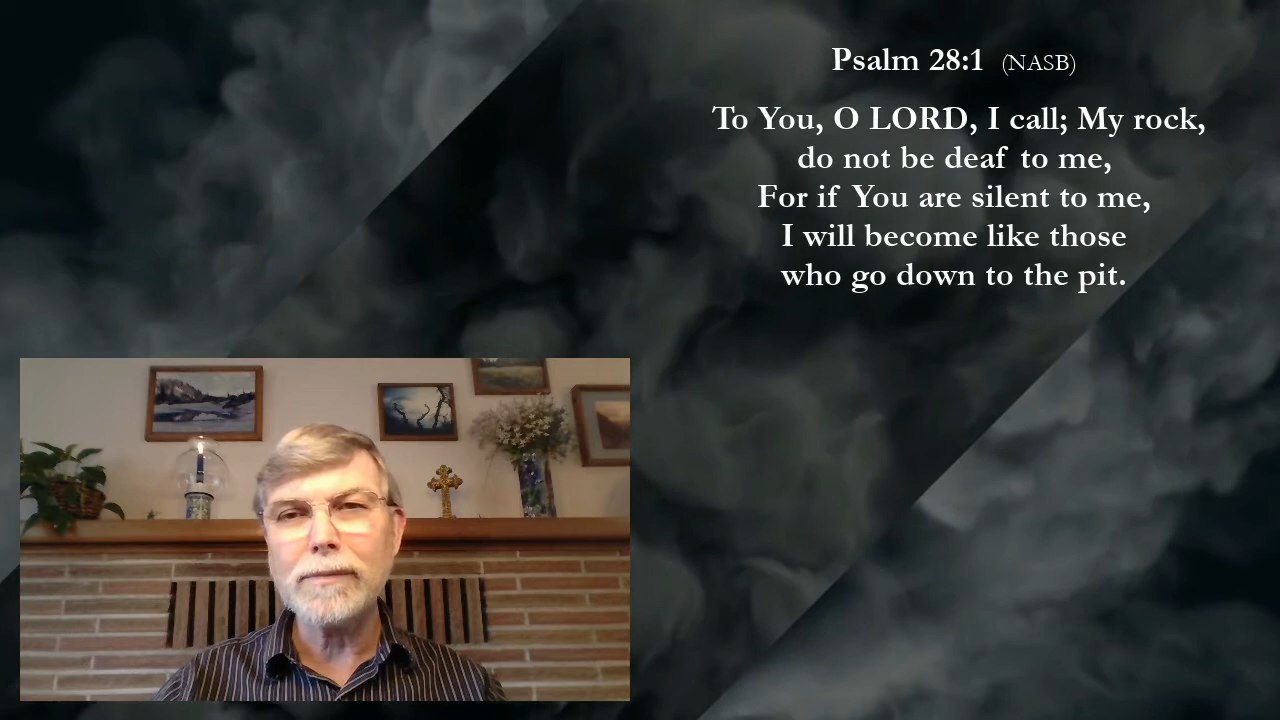 Psalm 28:1 (NASB)
To You, O LORD, I call; My rock,
do not be deaf to me,
For if You are silent to me,
I will become like those
who go down to the pit.